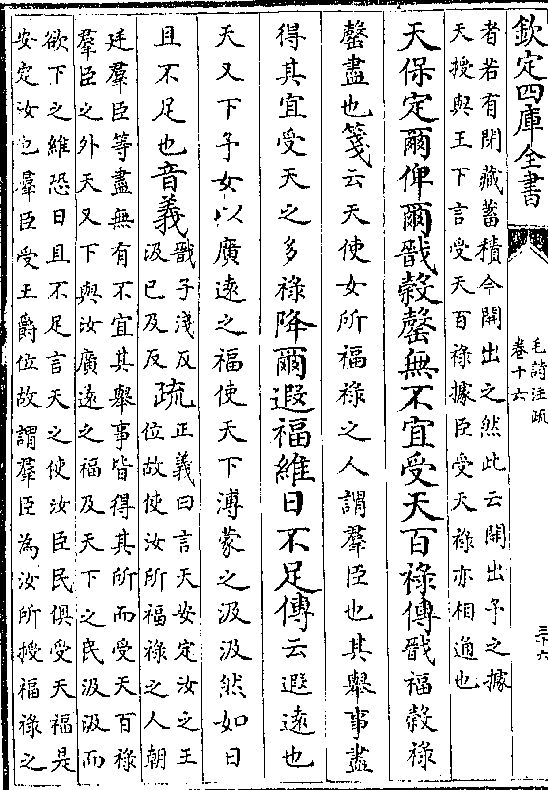 欽定四庫全書
毛詩注疏
卷十六
三十六
者若有閉藏蓄積今開出之然此云開出予之據
天授與王下言受天百祿據臣受天祿亦相通也
天保定爾俾爾戩穀罄無不宜受天百祿傳戩福穀祿
罄盡也箋云天使女所福祿之人謂羣臣也其舉事盡
得其宜受天之多祿降爾遐福維日不足傳云遐遠也
天又下予女以廣遠之福使天下溥蒙之汲汲然如日
且不足也音義
戩子淺反
汲已及反
疏
正義曰言天安定汝之王
位故使汝所福祿之人朝
廷羣臣等盡無有不宜其舉事皆得其所而受天百祿
羣臣之外天又下與汝廣遠之福及天下之民汲汲而
欲下之維恐日且不足言天之使汝臣民俱受天福是
安定汝也羣臣受王爵位故謂羣臣為汝所授福祿之